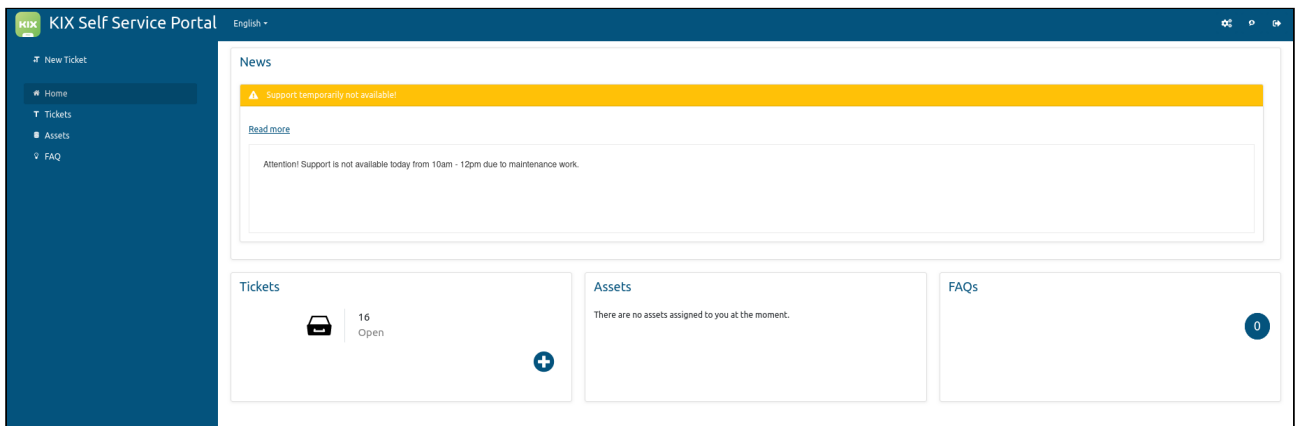 KIX
KIX Self Service Portal
English
New Ticket
Home
Tickets
Assets
FAQ
News
Support temporarily not available!
Read more
Attention! Support is not available today from 10am - 12pm due to maintenance work.
Tickets
16
Open
Assets
There are no assets assigned to you at the moment.
FAQs
0